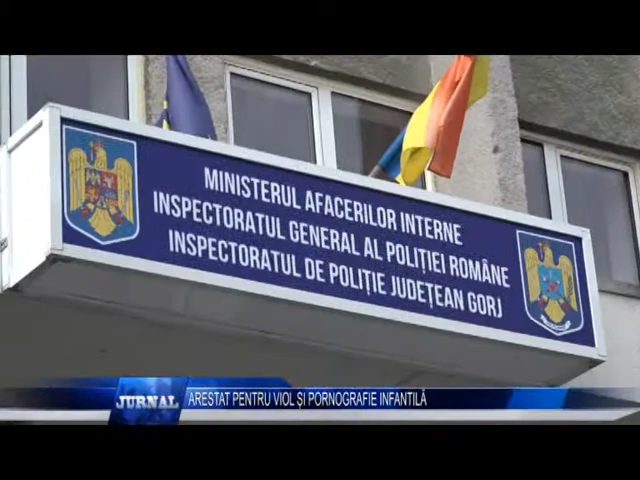 MINISTERUL AFACERILOR INTERNE
INSPECTORATUL GENERAL AL POLIȚIEI ROMÂNE
INSPECTORATUL DE POLIȚIE JUDEȚEAN GORJ
JURNAL
ARESTAT PENTRU VIOL ȘI PORNOGRAFIE INFANTILĂ